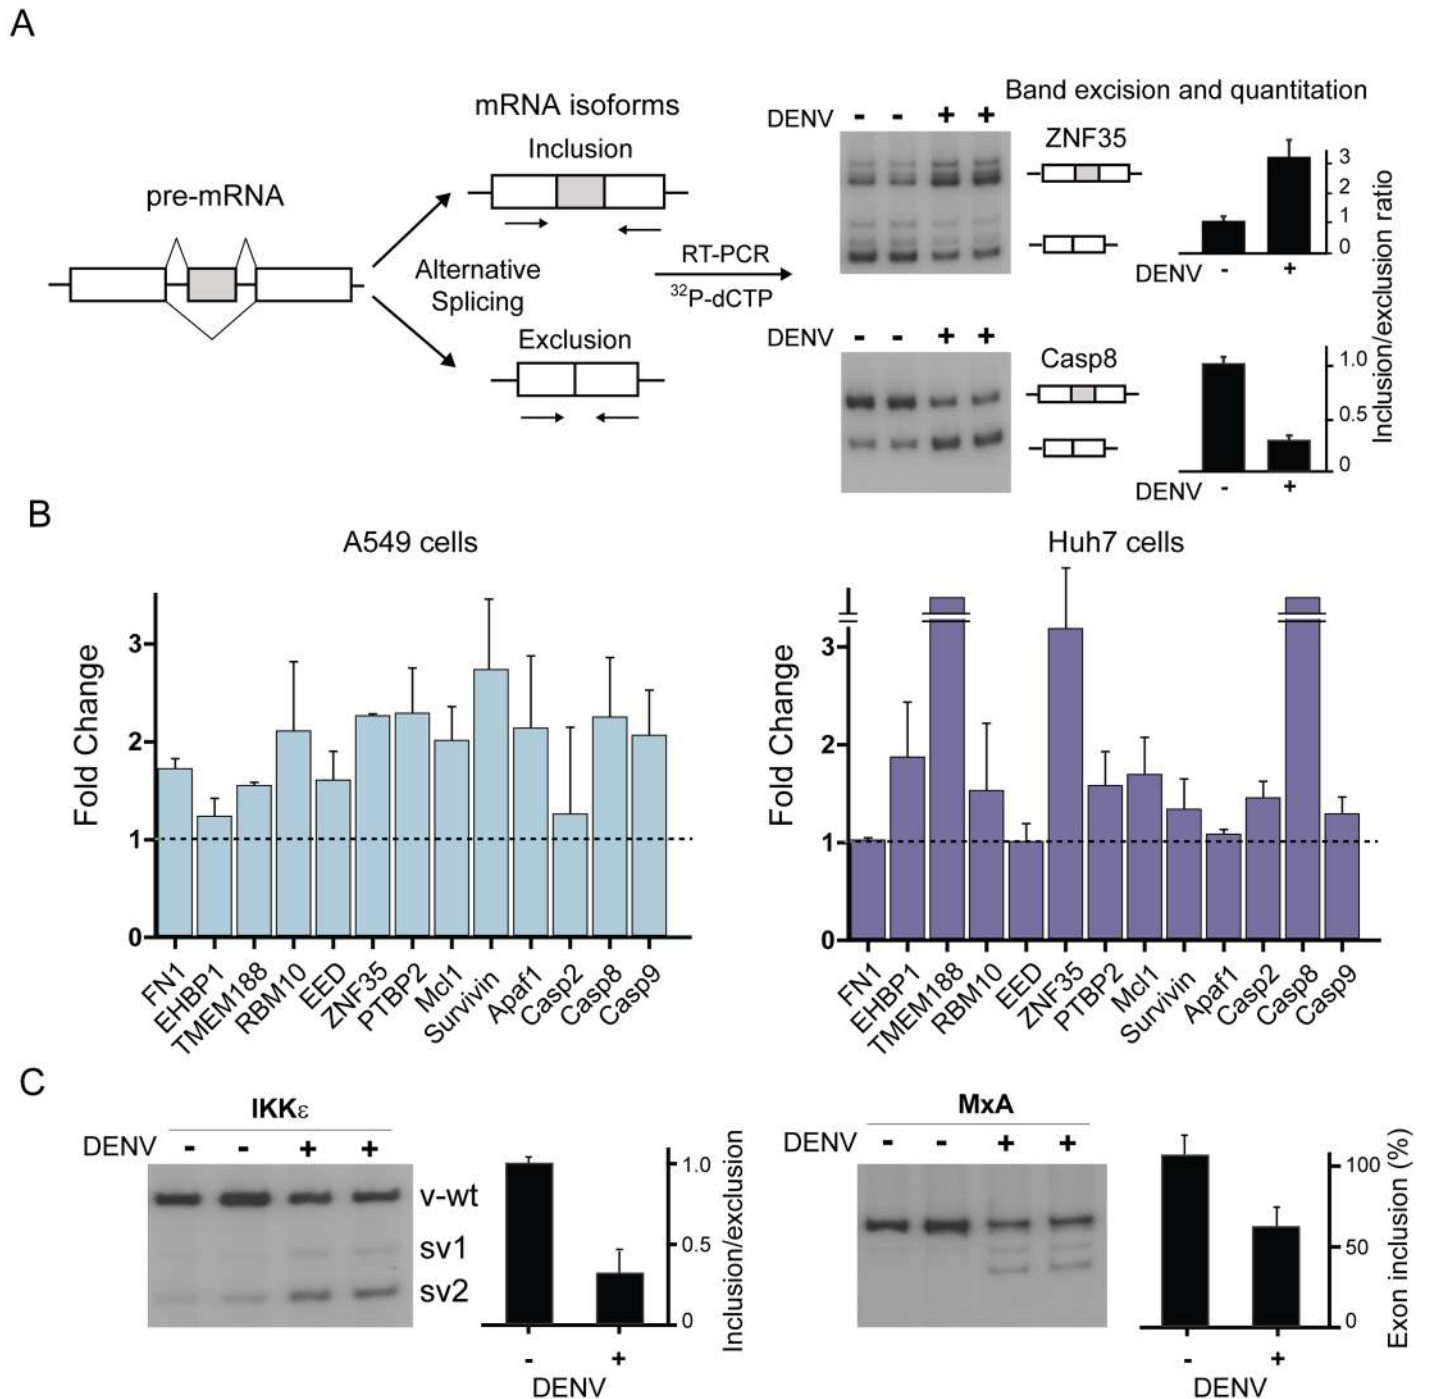 A
mRNA isoforms
Inclusion
pre-mRNA
Alternative
Splicing
Exclusion
RT-PCR
32P-dCTP
Band excision and quantitation
DENV - - + +
ZNF35
3
2
1
0
DENV - +
DENV - - + +
Casp8
1.0
0.5
0
DENV - +
Inclusion/exclusion ratio
B
A549 cells
Fold Change
3
2
1
0
FN1
EHBP1
TMEM188
RBM10
EED
ZNF35
PTBP2
Mcl1
Survivin
Apaf1
Casp2
Casp8
Casp9
Huh7 cells
Fold Change
3
2
1
0
FN1
EHBP1
TMEM188
RBM10
EED
ZNF35
PTBP2
Mcl1
Survivin
Apaf1
Casp2
Casp8
Casp9
C
IKKε
DENV - - + +
v-wt
sv1
sv2
1.0
0.5
0
Inclusion/exclusion
- +
DENV
MxA
DENV - - + +
100
50
0
Exon inclusion (%)
- +
DENV